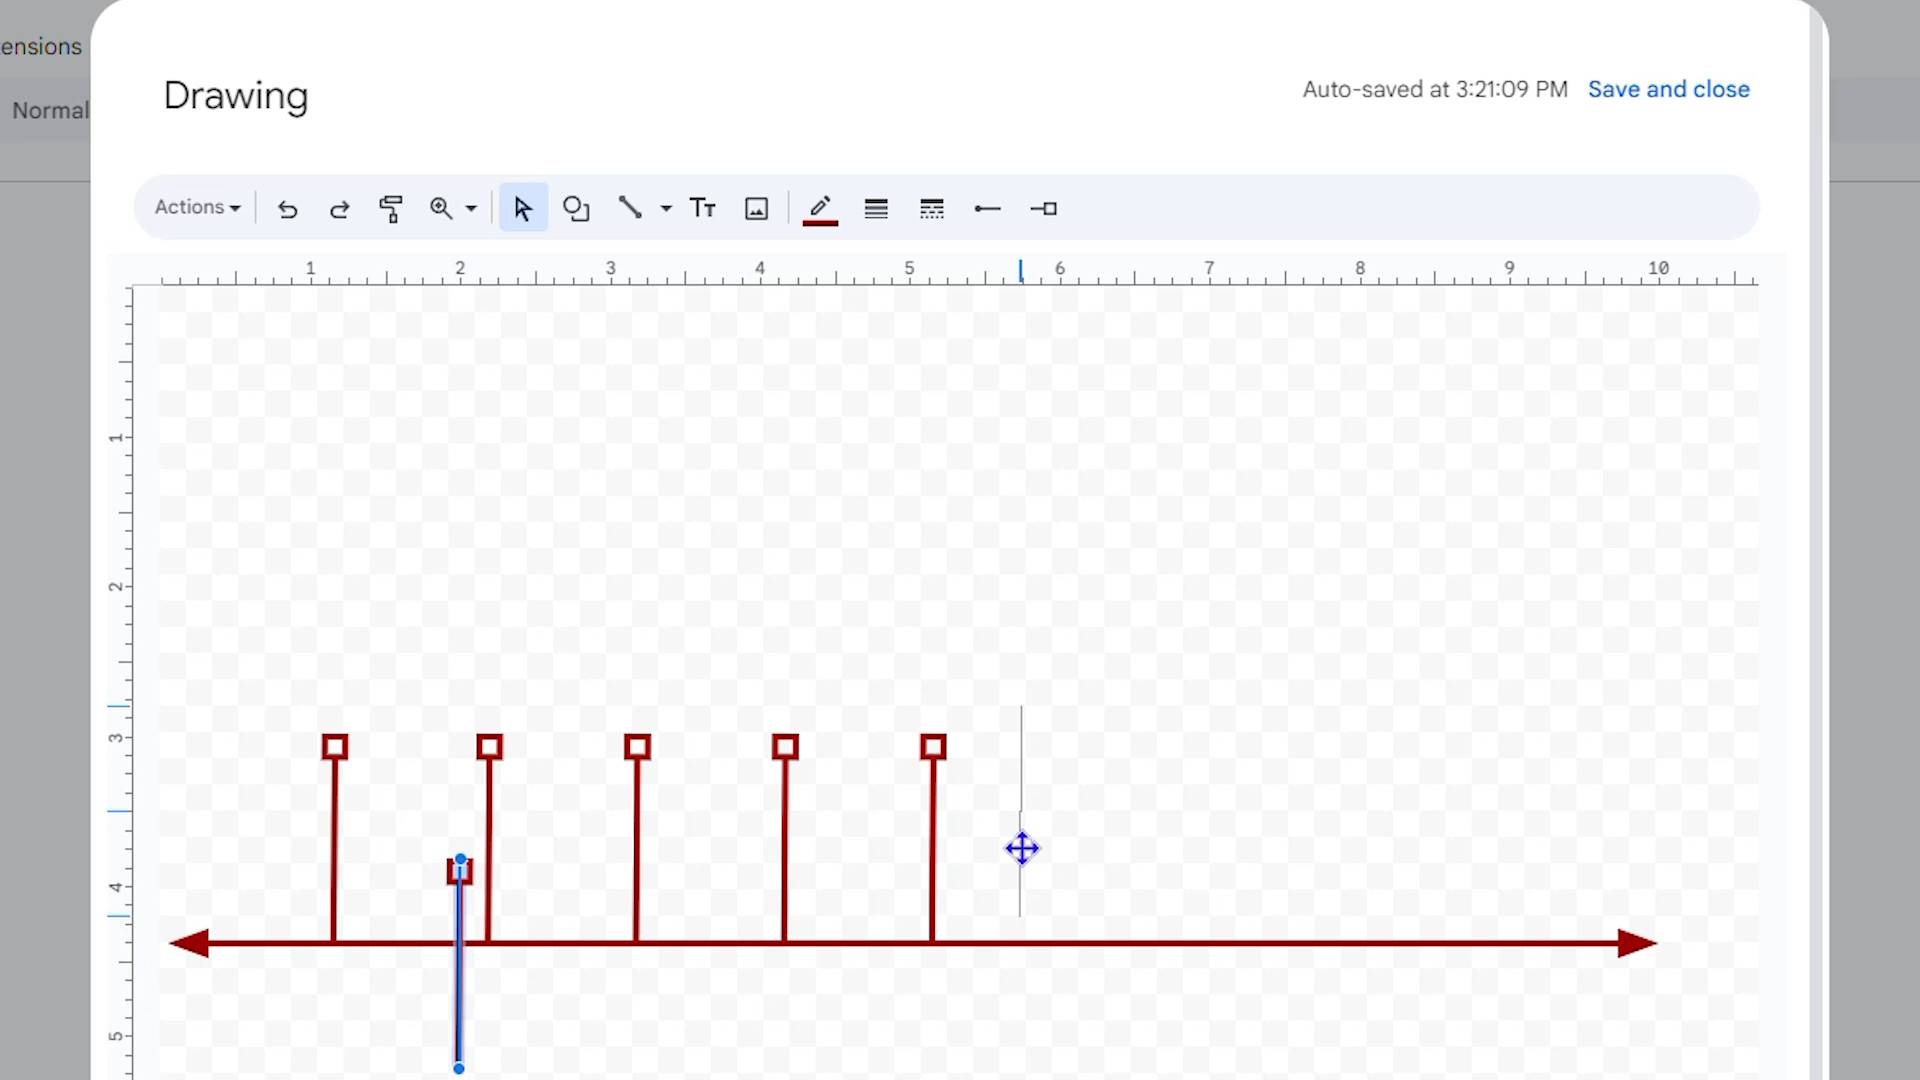 ensions
Drawing
Auto-saved at 3:21:09 PM Save and close
Normal
Actions
1 2 3 4 5 6 7 8 9 10
1
2
3
4
5